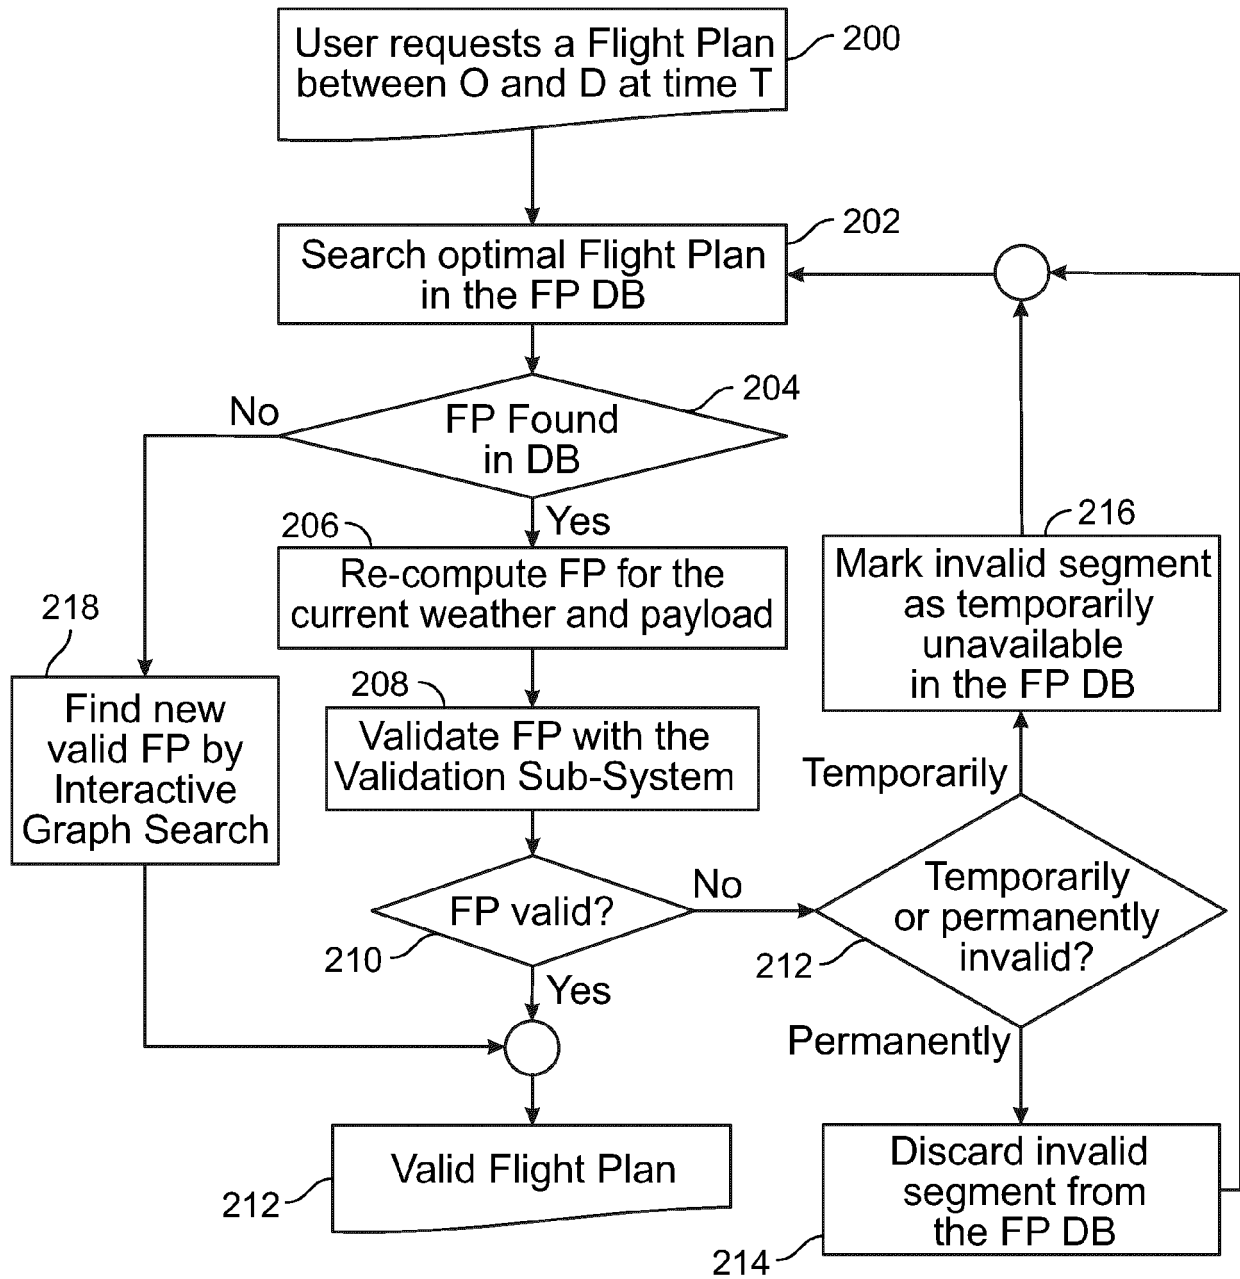 User requests a Flight Plan
between O and D at time T
200
Search optimal Flight Plan
in the FP DB
202
FP Found
in DB
204
No
Yes
206
Re-compute FP for the
current weather and payload
216
Mark invalid segment
as temporarily
unavailable
in the FP DB
218
Find new
valid FP by
Interactive
Graph Search
208
Validate FP with the
Validation Sub-System
Temporarily
FP valid?
210
No
Yes
Temporarily
or permanently
invalid?
212
Permanently
Valid Flight Plan
212
Discard invalid
segment from
the FP DB
214